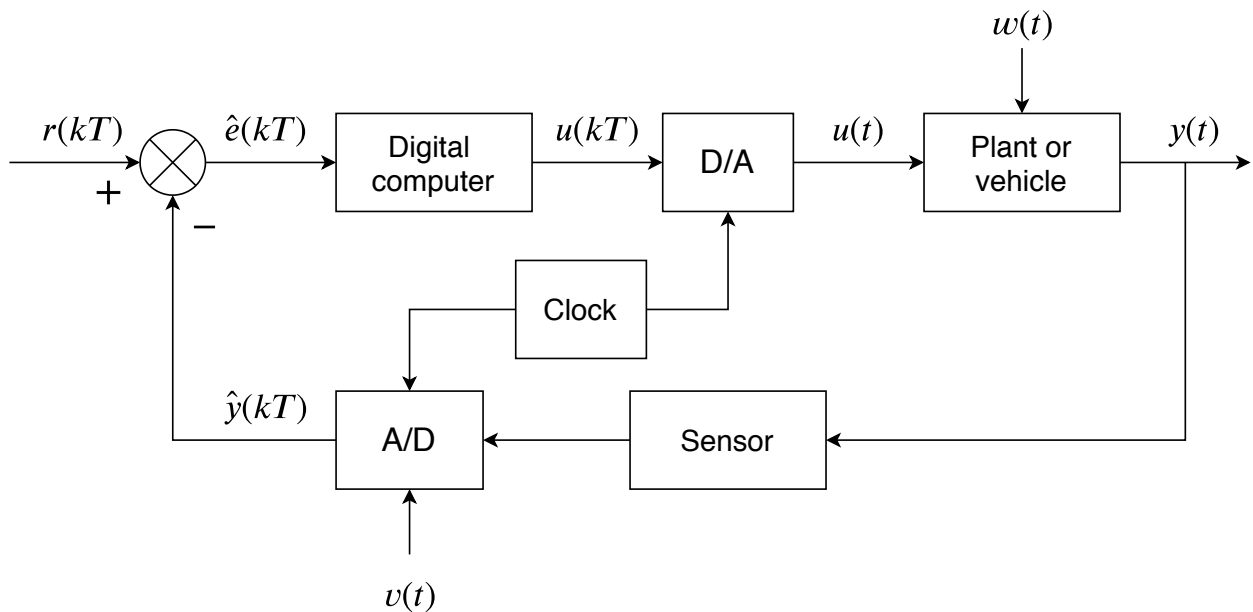 w(t)
r(kT)
ê(kT)
Digital
computer
u(kT)
D/A
u(t)
Plant or
vehicle
y(t)
+
−
Clock
ŷ(kT)
A/D
Sensor
v(t)